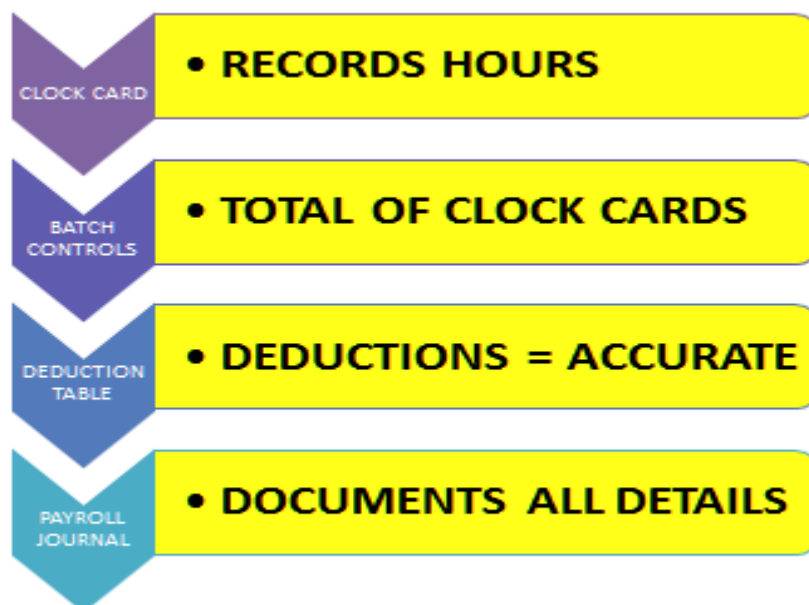 CLOCK CARD
• RECORDS HOURS
BATCH
CONTROLS
• TOTAL OF CLOCK CARDS
DEDUCTION
TABLE
• DEDUCTIONS = ACCURATE
PAYROLL
JOURNAL
• DOCUMENTS ALL DETAILS